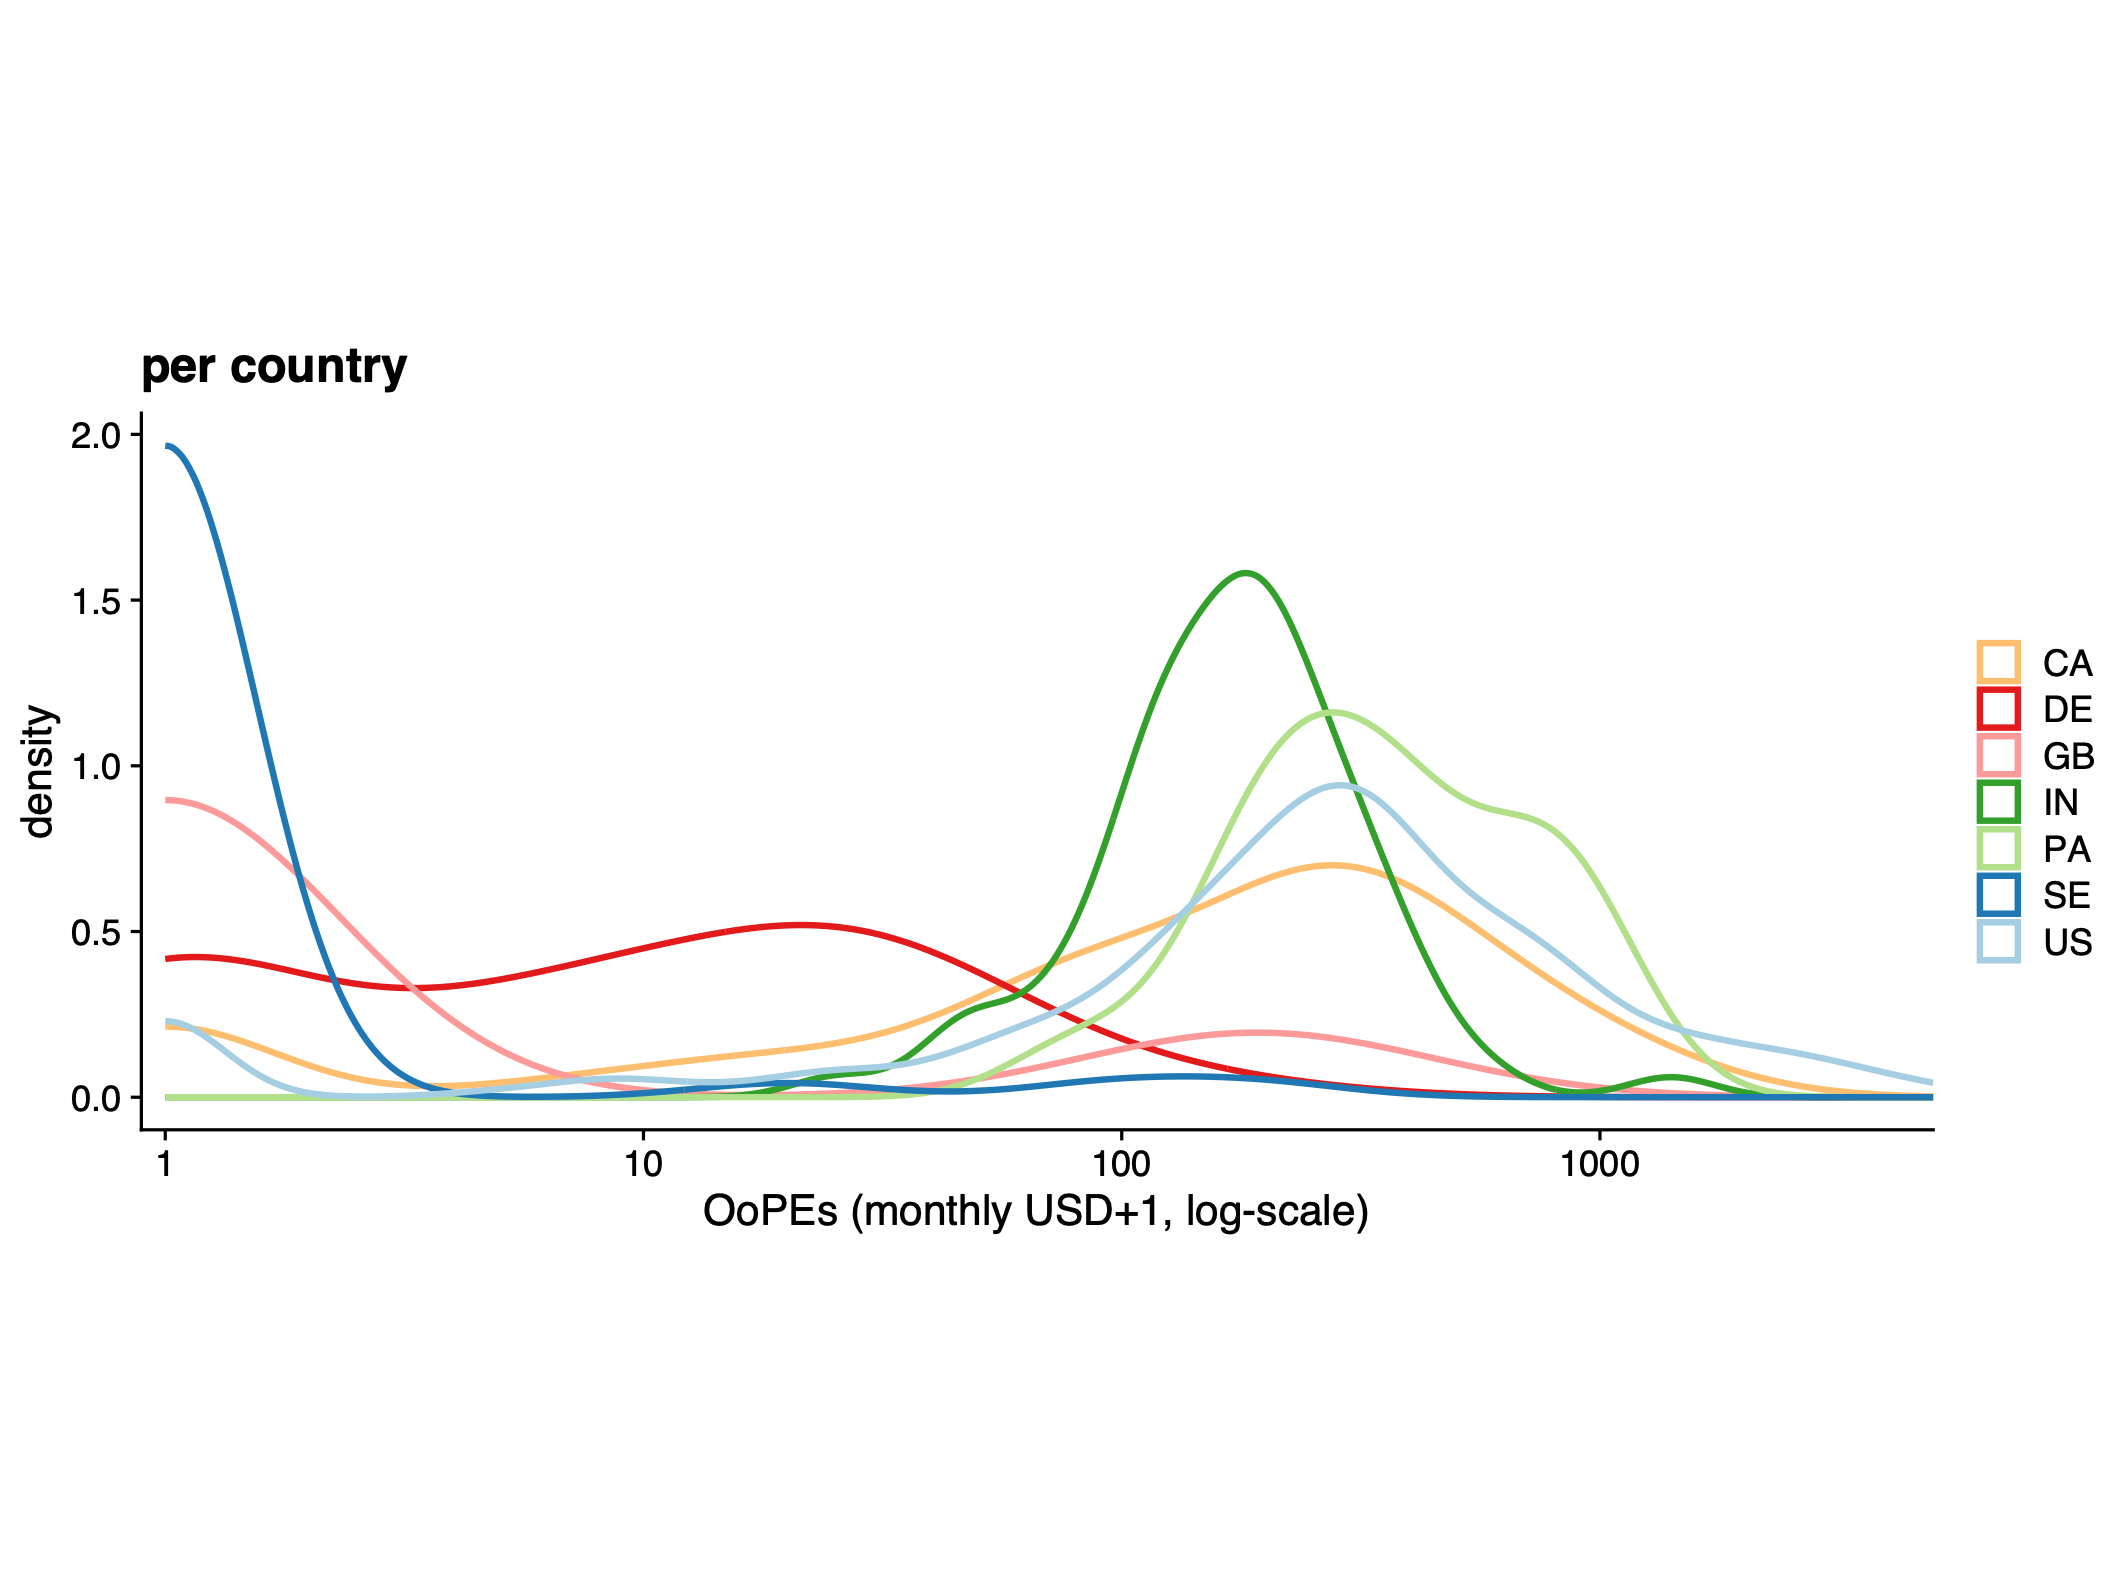 per country
2.0
1.5
1.0
0.5
0.0
density
1 10 100 1000
OoPEs (monthly USD+1, log-scale)
CA
DE
GB
IN
PA
SE
US